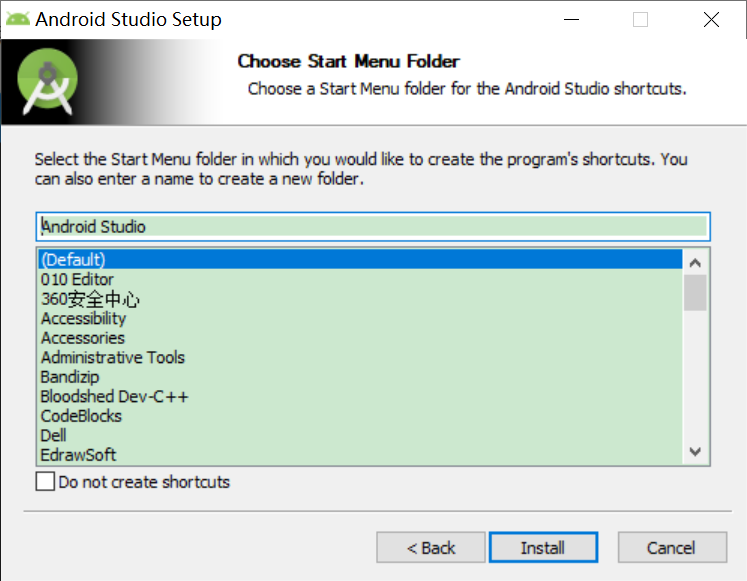 Android Studio Setup
Choose Start Menu Folder
Choose a Start Menu folder for the Android Studio shortcuts.
Select the Start Menu folder in which you would like to create the program's shortcuts. You
can also enter a name to create a new folder.
Android Studio
(Default)
010 Editor
360安全中心
Accessibility
Accessories
Administrative Tools
Bandizip
Bloodshed Dev-C++
CodeBlocks
Dell
EdrawSoft
Do not create shortcuts
< Back
Install
Cancel